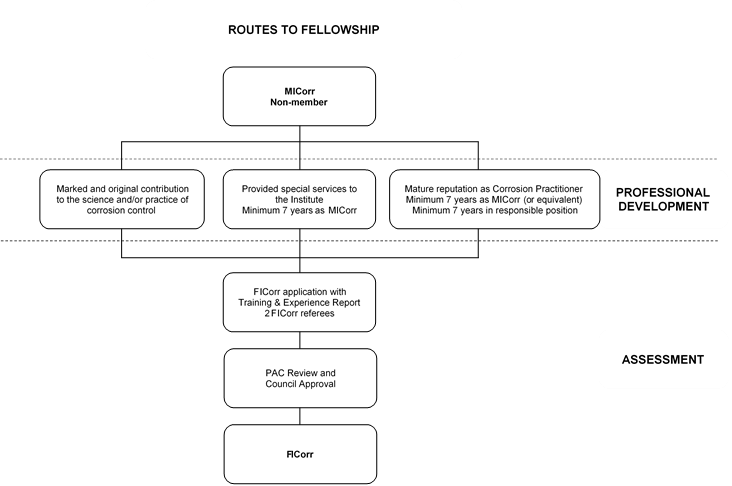 ROUTES TO FELLOWSHIP
MICorr
Non-member
Marked and original contribution
to the science and/or practice of
corrosion control
Provided special services to
the Institute
Minimum 7 years as MICorr
Mature reputation as Corrosion Practitioner
Minimum 7 years as MICorr (or equivalent)
Minimum 7 years in responsible position
PROFESSIONAL
DEVELOPMENT
FICorr application with
Training & Experience Report
2 FICorr referees
PAC Review and
Council Approval
ASSESSMENT
FICorr